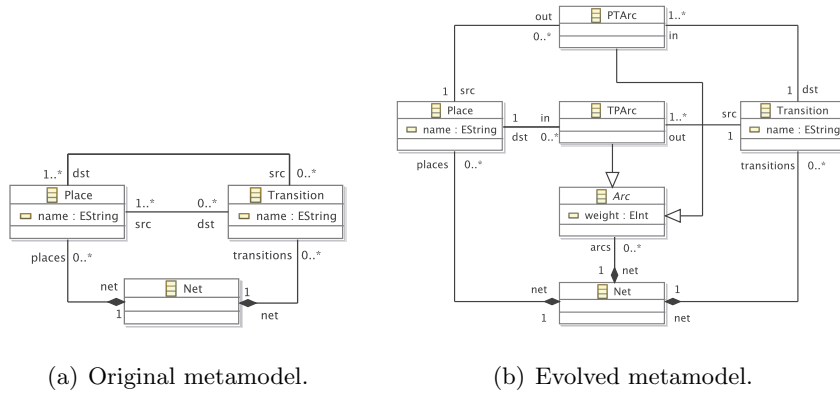 out
PTArc
1..*
0..*
in
1
src
1
dst
Place
name : EString
1
in
dst
0..*
TPArc
1..*
out
src
1
Transition
name : EString
places
0..*
transitions
0..*
Arc
weight : EInt
arcs
0..*
1
net
net
1
Net
1
net
1..*
dst
src
0..*
Place
name : EString
1..*
src
0..*
dst
Transition
name : EString
places
0..*
transitions
0..*
net
1
Net
1
net
(a) Original metamodel.
(b) Evolved metamodel.